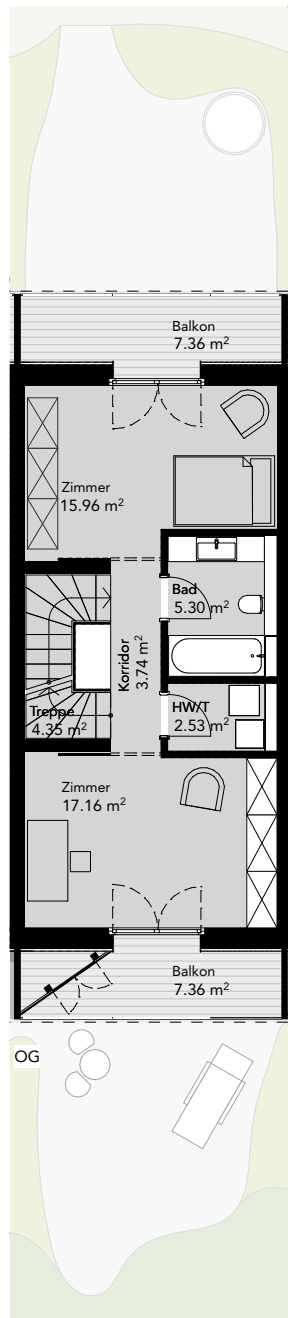 Balkon
7.36 m²
Zimmer
15.96 m²
Bad
5.30 m²
Korridor
3.74 m²
Treppe
4.35 m²
HW/T
2.53 m²
Zimmer
17.16 m²
Balkon
7.36 m²
OG